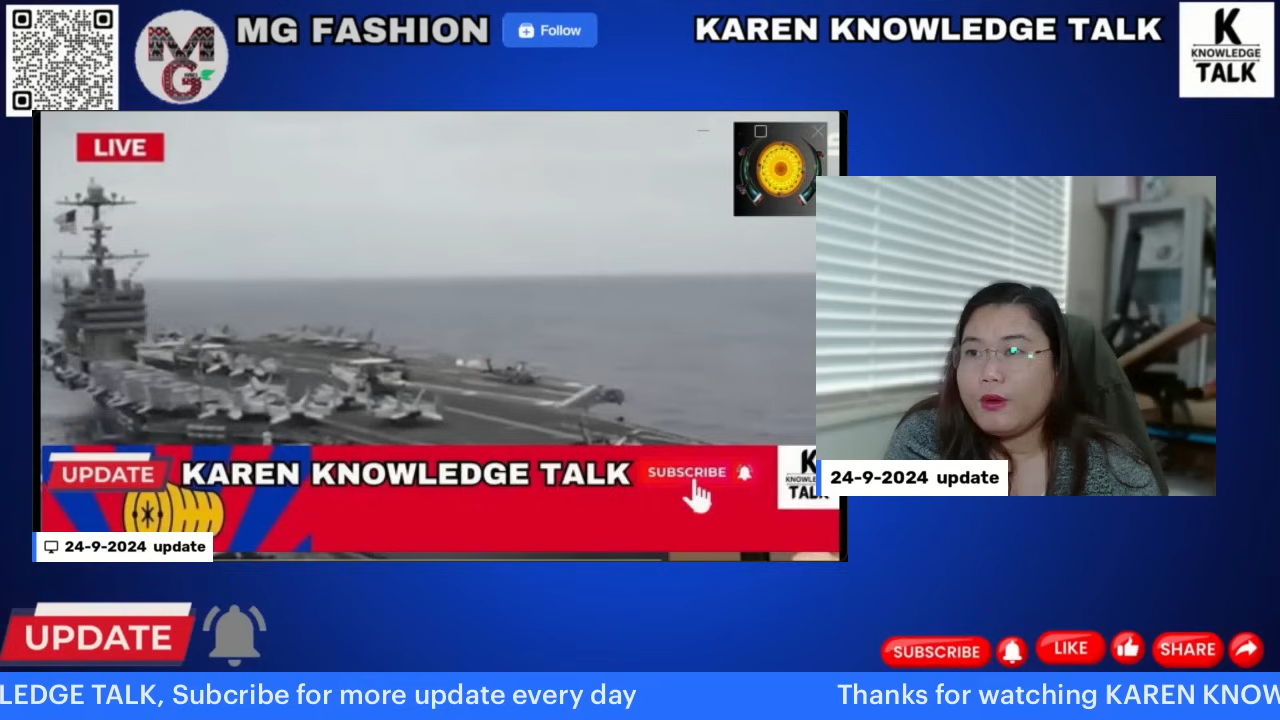 MG FASHION
Follow
KAREN KNOWLEDGE TALK
K
KNOWLEDGE
TALK
M
G
LIVE
UPDATE
KAREN KNOWLEDGE TALK
SUBSCRIBE
24-9-2024 update
24-9-2024 update
UPDATE
SUBSCRIBE
LIKE
SHARE
LEDGE TALK, Subcribe for more update every day
Thanks for watching KAREN KNOW